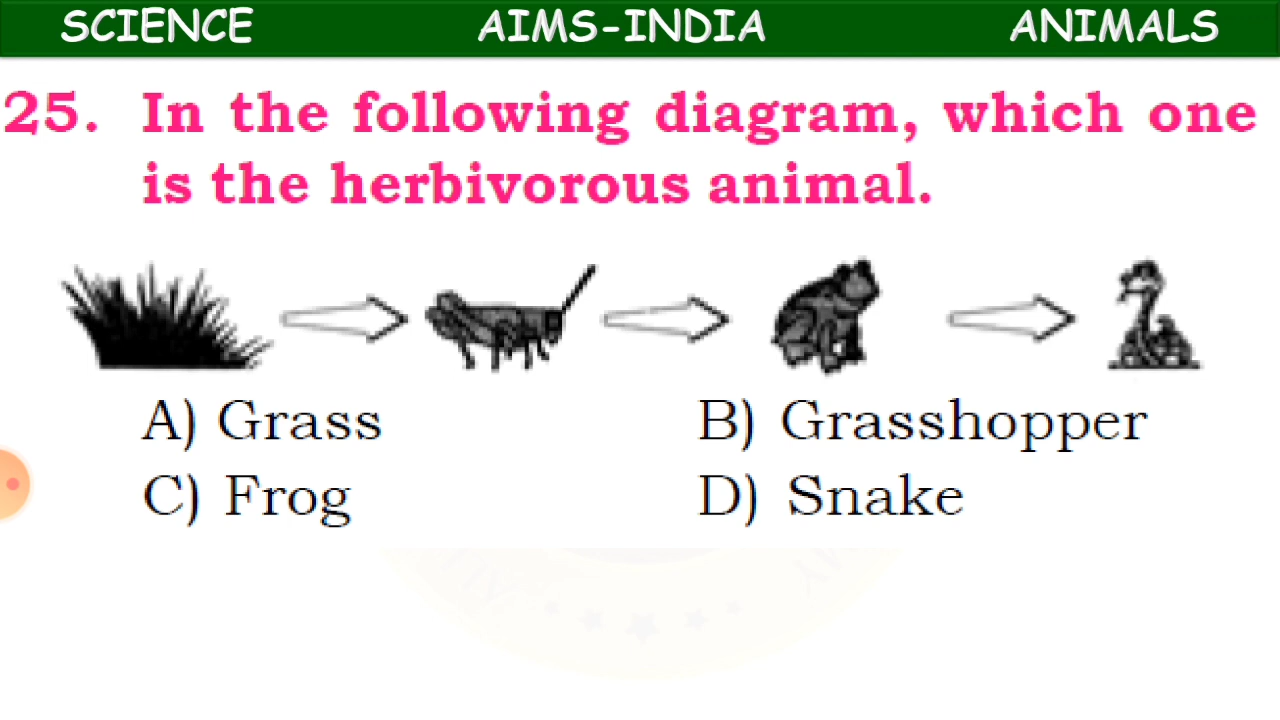 SCIENCE AIMS-INDIA ANIMALS
25. In the following diagram, which one
is the herbivorous animal.
A) Grass B) Grasshopper
C) Frog D) Snake